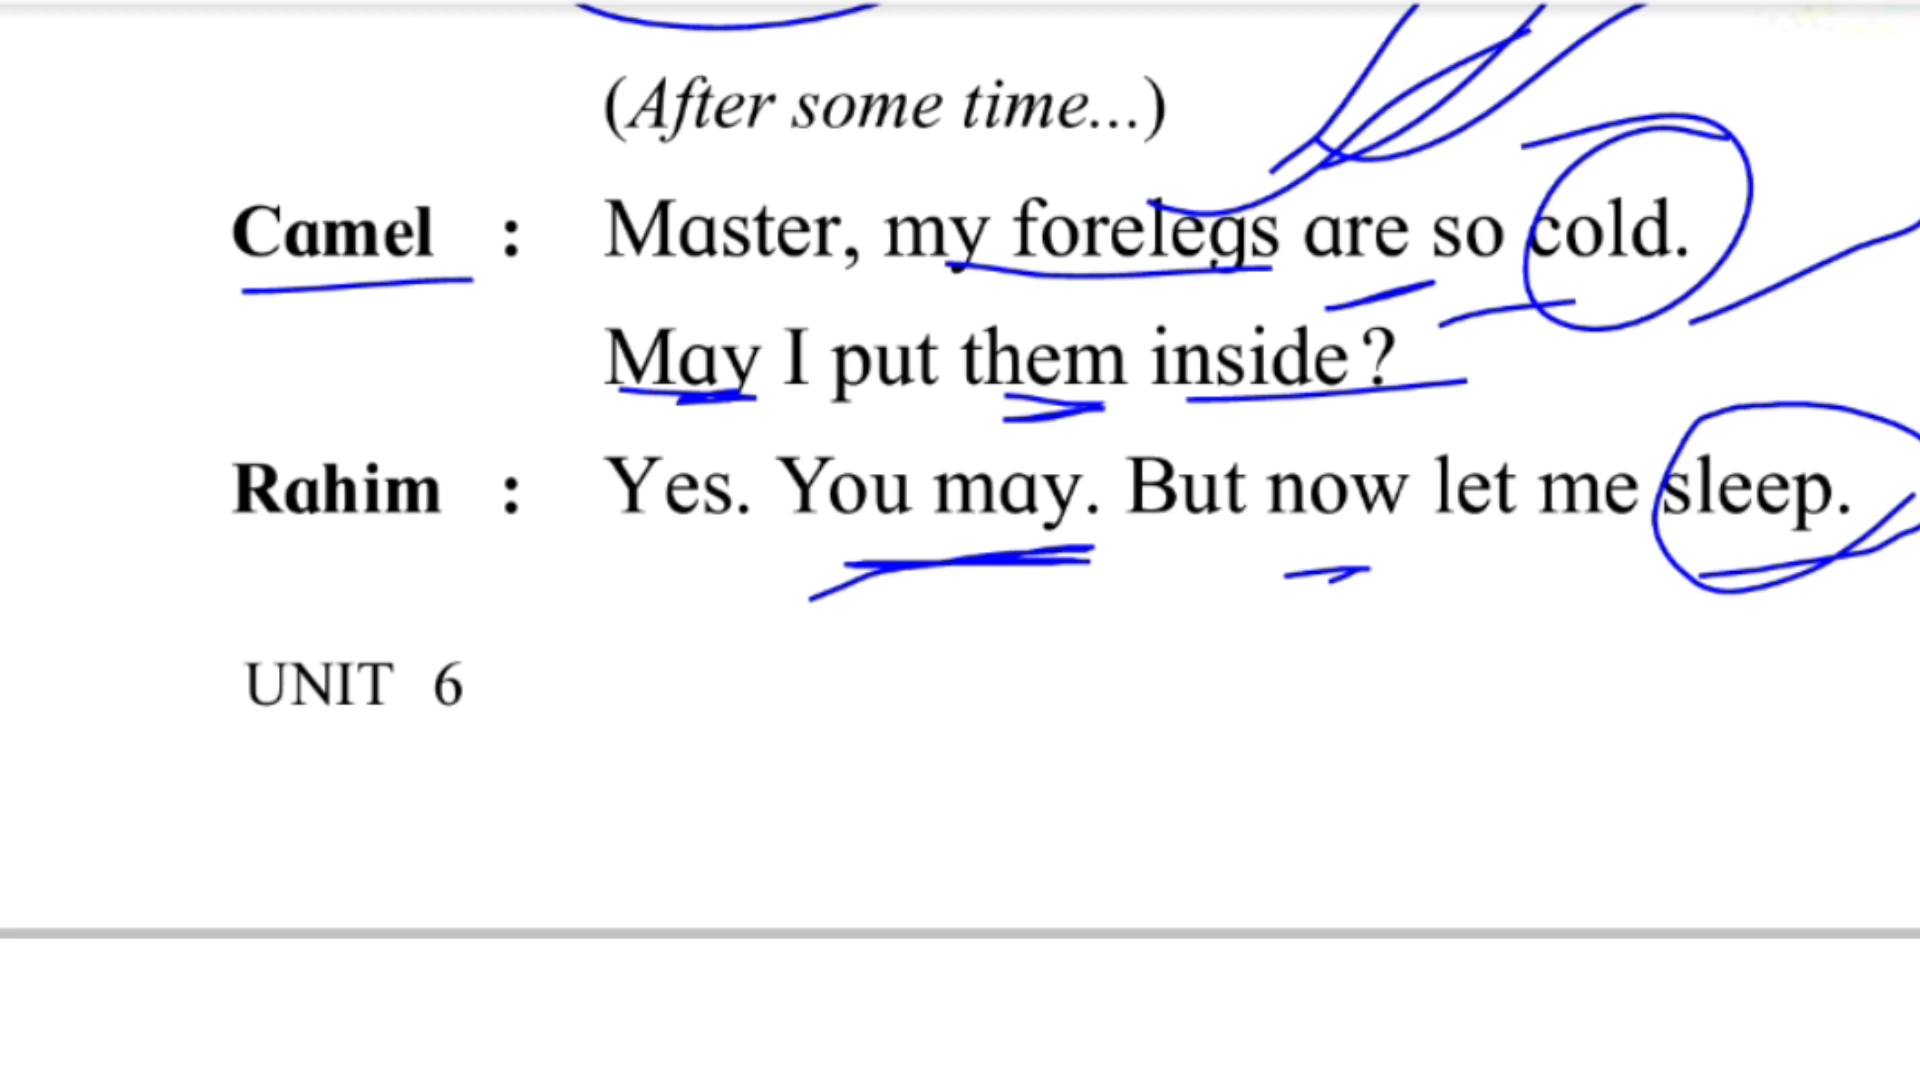 (After some time...)
Camel : Master, my forelegs are so cold.
May I put them inside?
Rahim : Yes. You may. But now let me sleep.
UNIT 6